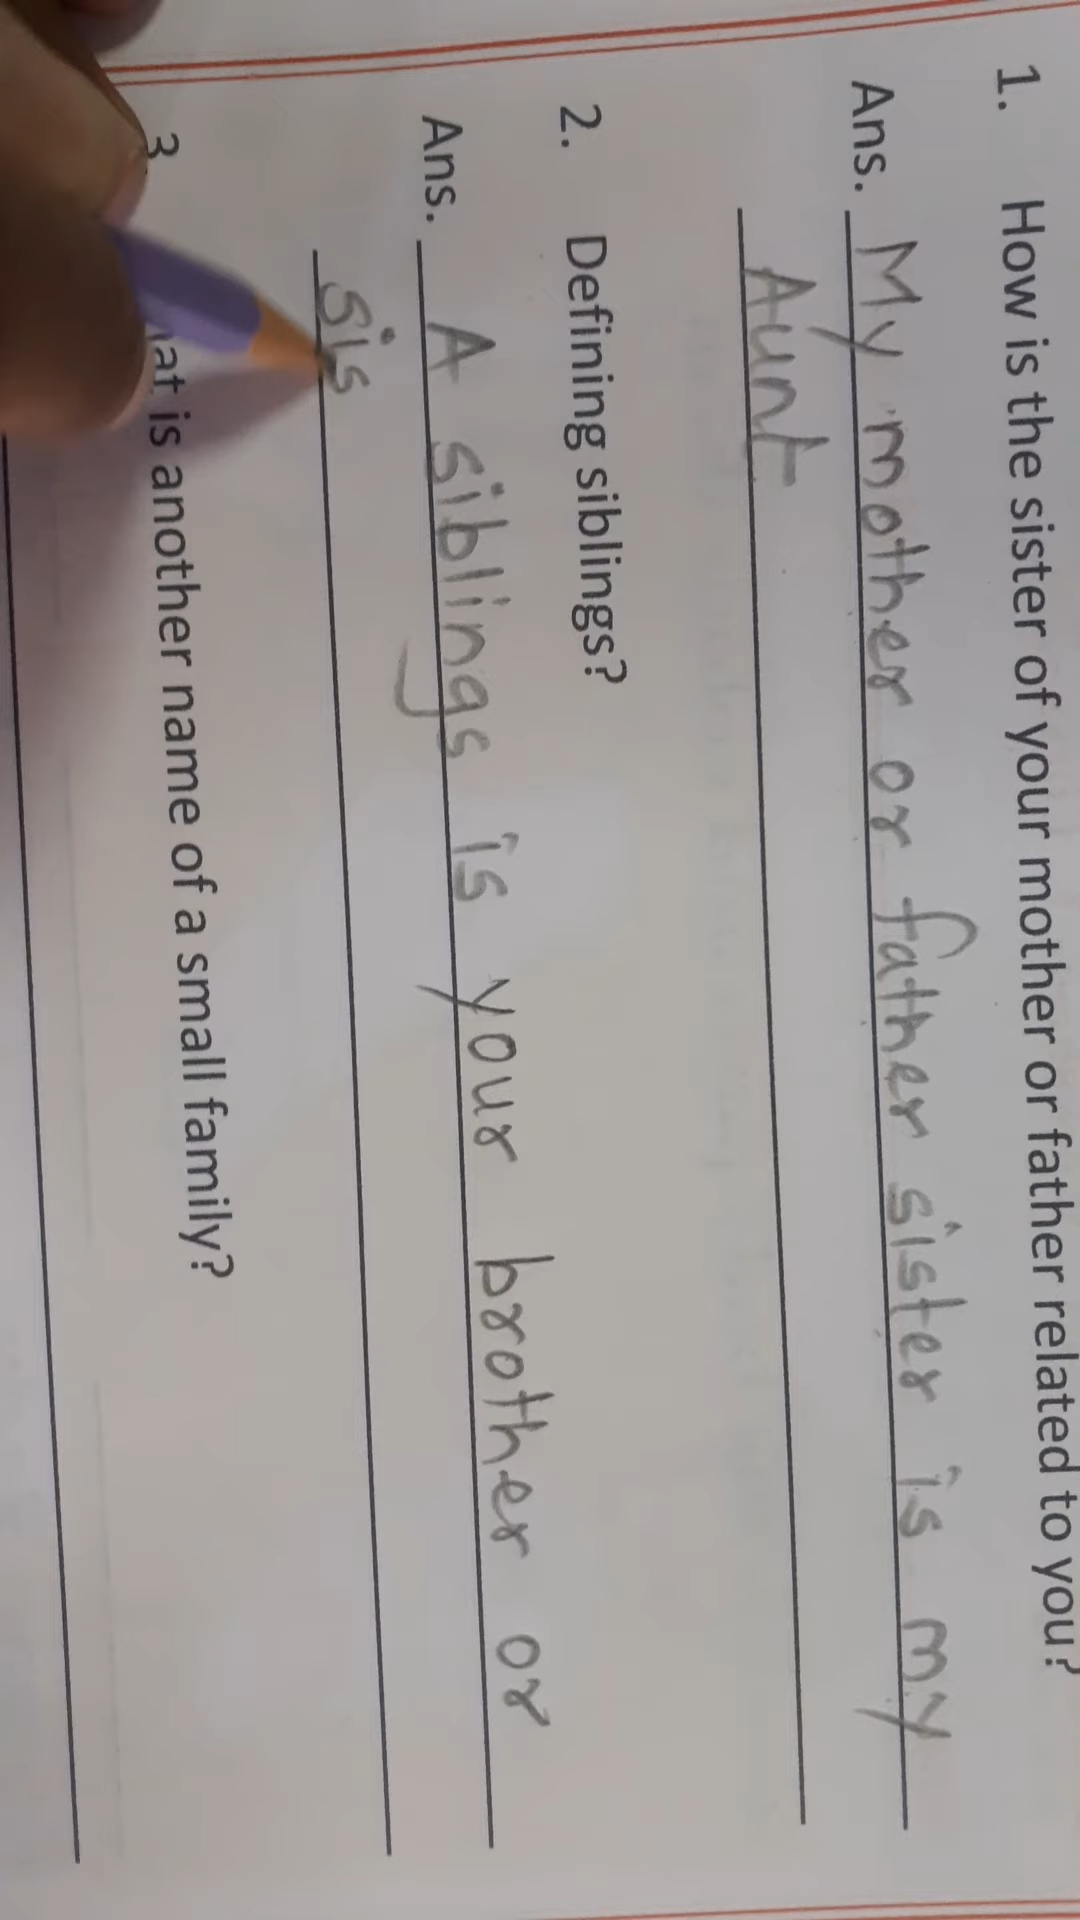 1. How is the sister of your mother or father related to you?
Ans. My mother or father sister is my
Aunt
2. Defining siblings?
Ans. A siblings is your brother or
sis
3 is another name of a small family?